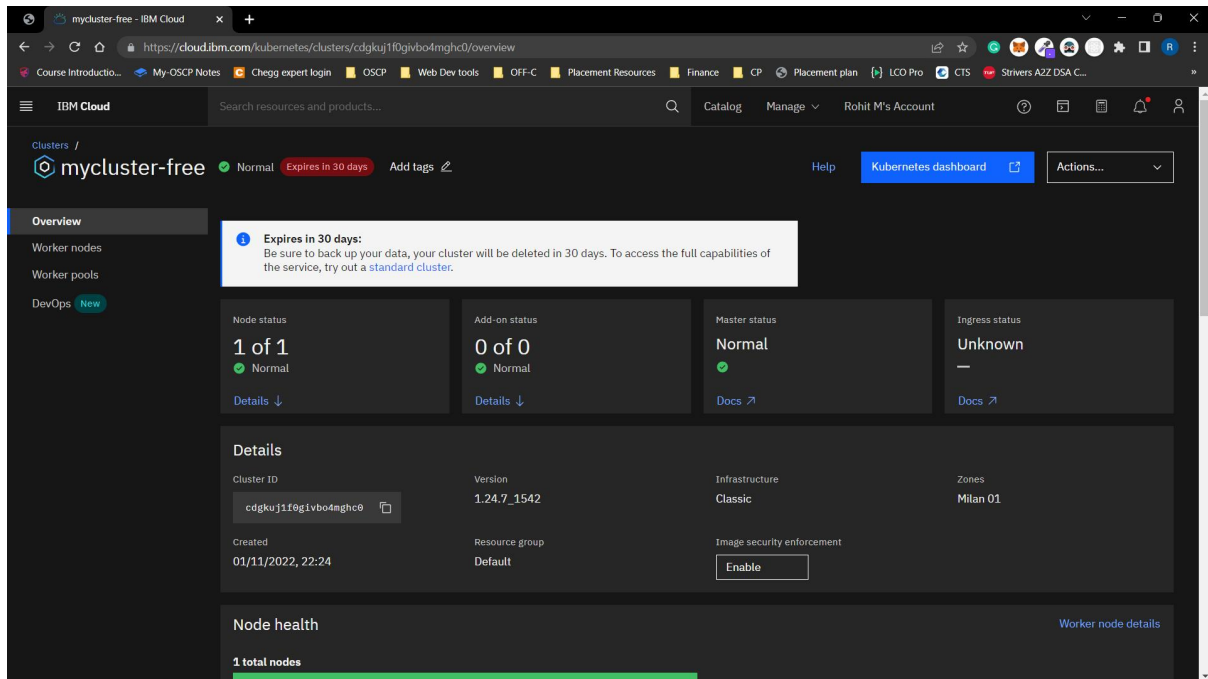 mycluster-free - IBM Cloud
https://cloud.ibm.com/kubernetes/clusters/cdgkuj1f0givbo4mghc0/overview
R
Course Introductio... My-OSCP Notes Chegg expert login OSCP Web Dev tools OFF-C Placement Resources Finance CP Placement plan LCO Pro CTS Strivers A2Z DSA C... »
IBM Cloud Search resources and products... Catalog Manage Rohit M's Account
Clusters /
mycluster-free Normal Expires in 30 days Add tags Help Kubernetes dashboard Actions...
Overview
Worker nodes
Worker pools
DevOps New
Expires in 30 days:
Be sure to back up your data, your cluster will be deleted in 30 days. To access the full capabilities of
the service, try out a standard cluster.
Node status Add-on status Master status Ingress status
1 of 1 0 of 0 Normal Unknown
Normal Normal –
Details ↓ Details ↓ Docs ↗ Docs ↗
Details
Cluster ID Version Infrastructure Zones
cdgkuj1f0givbo4mghc0 1.24.7_1542 Classic Milan 01
Created Resource group Image security enforcement
01/11/2022, 22:24 Default Enable
Node health Worker node details
1 total nodes